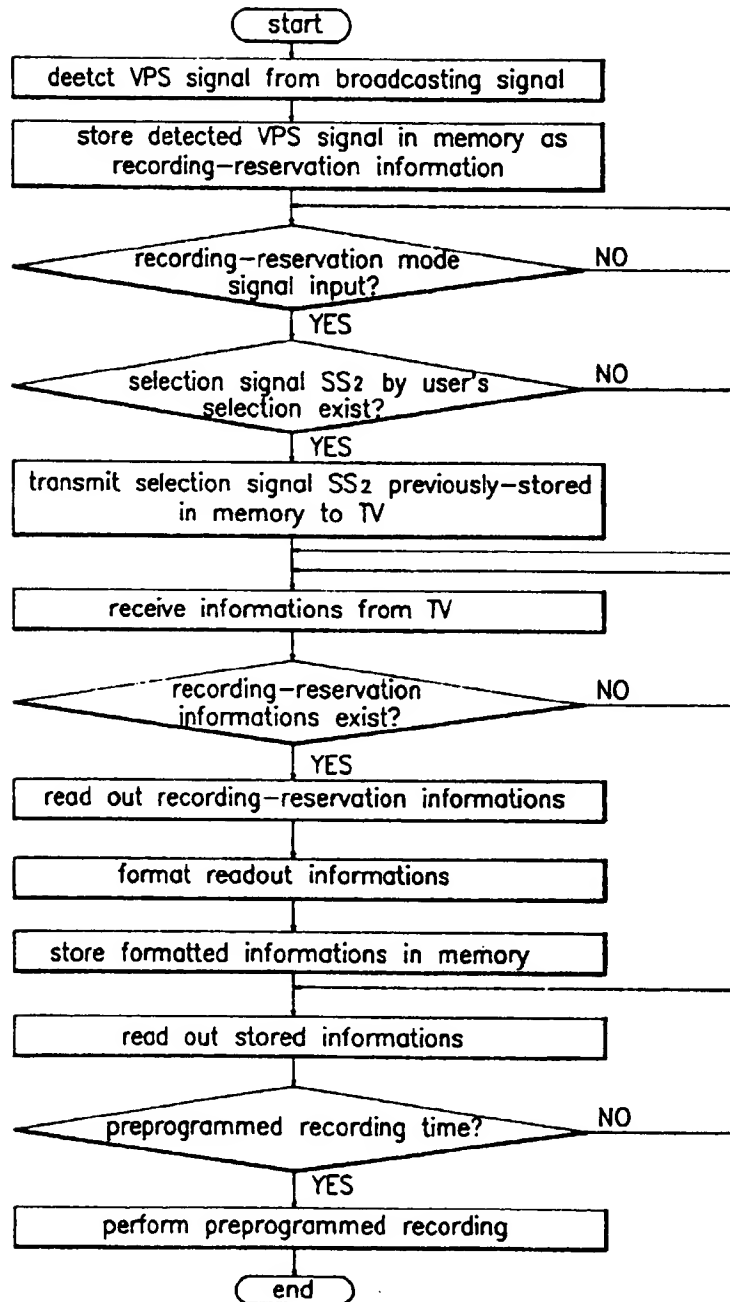 start
deetct VPS signal from broadcasting signal
store detected VPS signal in memory as
recording-reservation information
recording-reservation mode
signal input?
NO
YES
selection signal SS2 by user's
selection exist?
NO
YES
transmit selection signal SS2 previously-stored
in memory to TV
receive informations from TV
recording-reservation
informations exist?
NO
YES
read out recording-reservation informations
format readout informations
store formatted informations in memory
read out stored informations
preprogrammed recording time?
NO
YES
perform preprogrammed recording
end